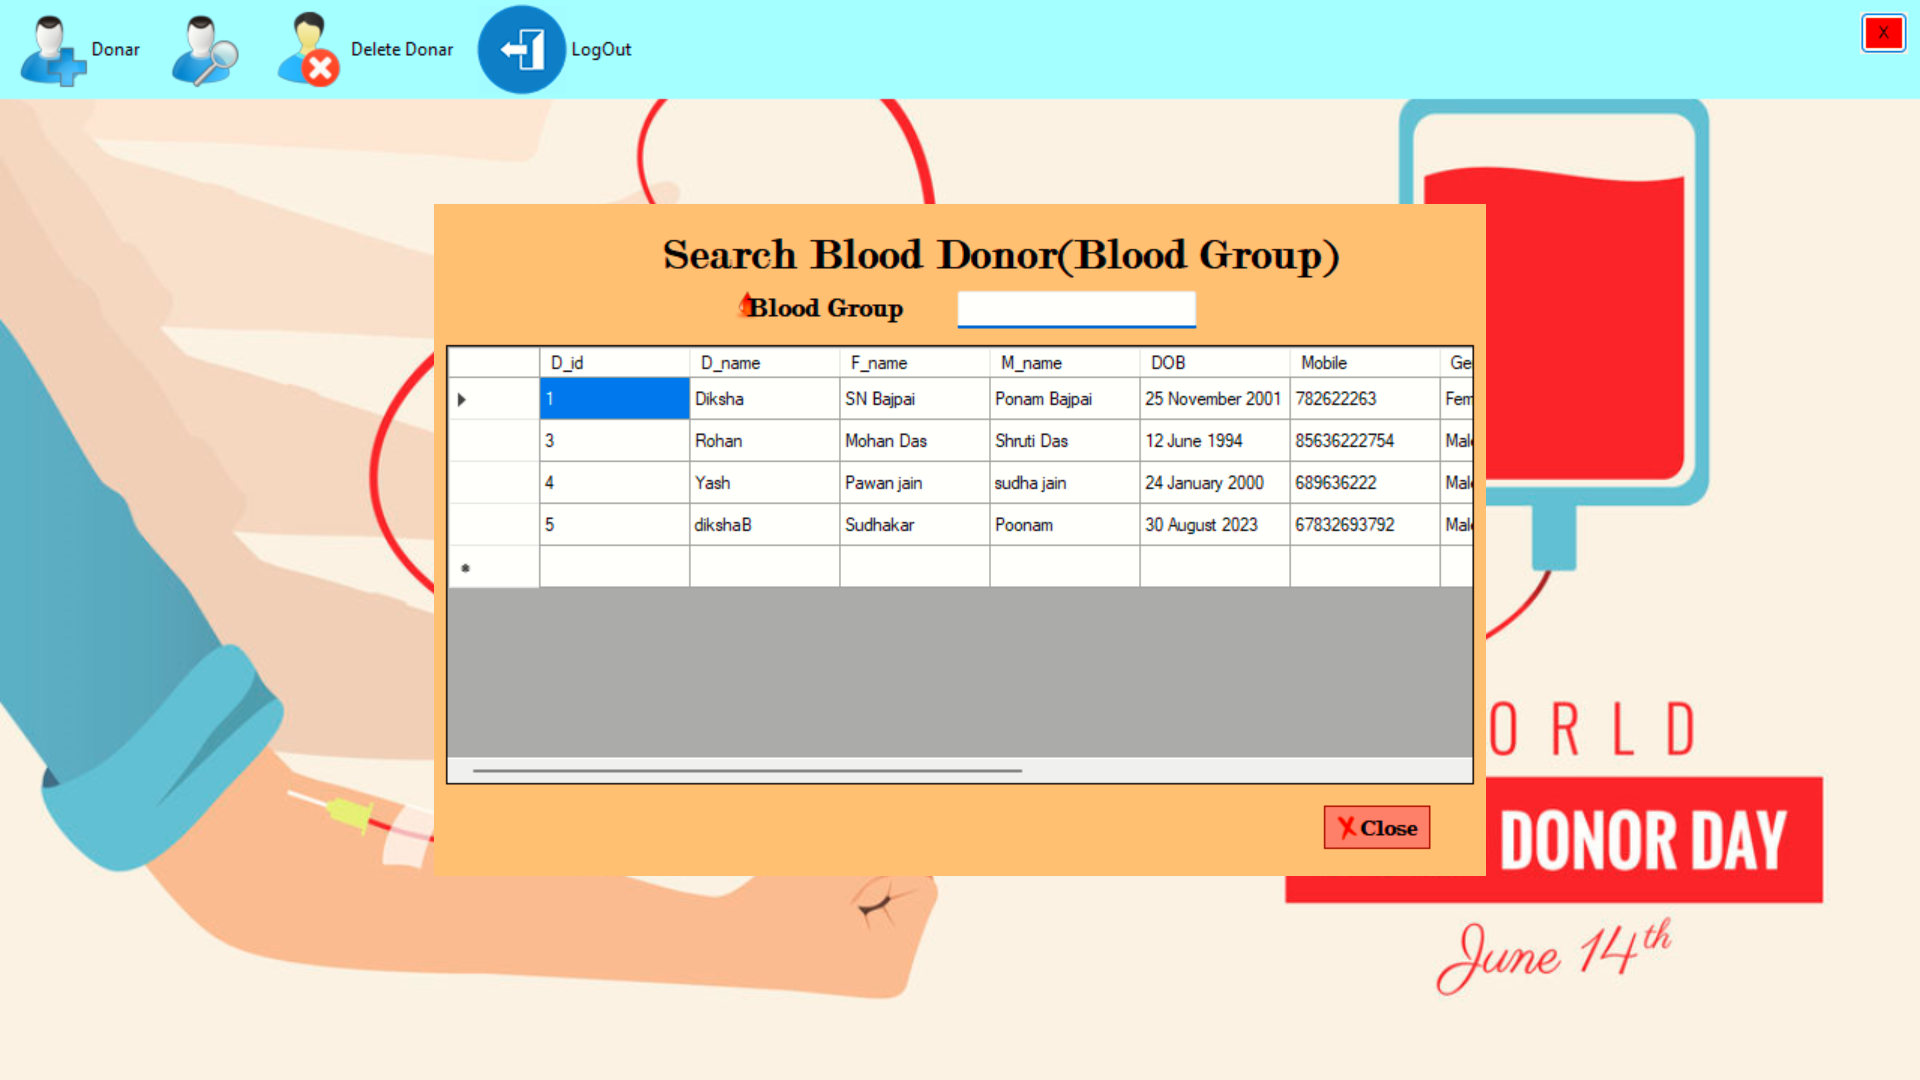 Donar
Delete Donar
LogOut
X
Search Blood Donor(Blood Group)
Blood Group
D_id D_name F_name M_name DOB Mobile Ge
1 Diksha SN Bajpai Ponam Bajpai 25 November 2001 782622263 Fem
3 Rohan Mohan Das Shruti Das 12 June 1994 85636222754 Mal
4 Yash Pawan jain sudha jain 24 January 2000 689636222 Mal
5 dikshaB Sudhakar Poonam 30 August 2023 67832693792 Mal
Close
ORLD
DONOR DAY
June 14th